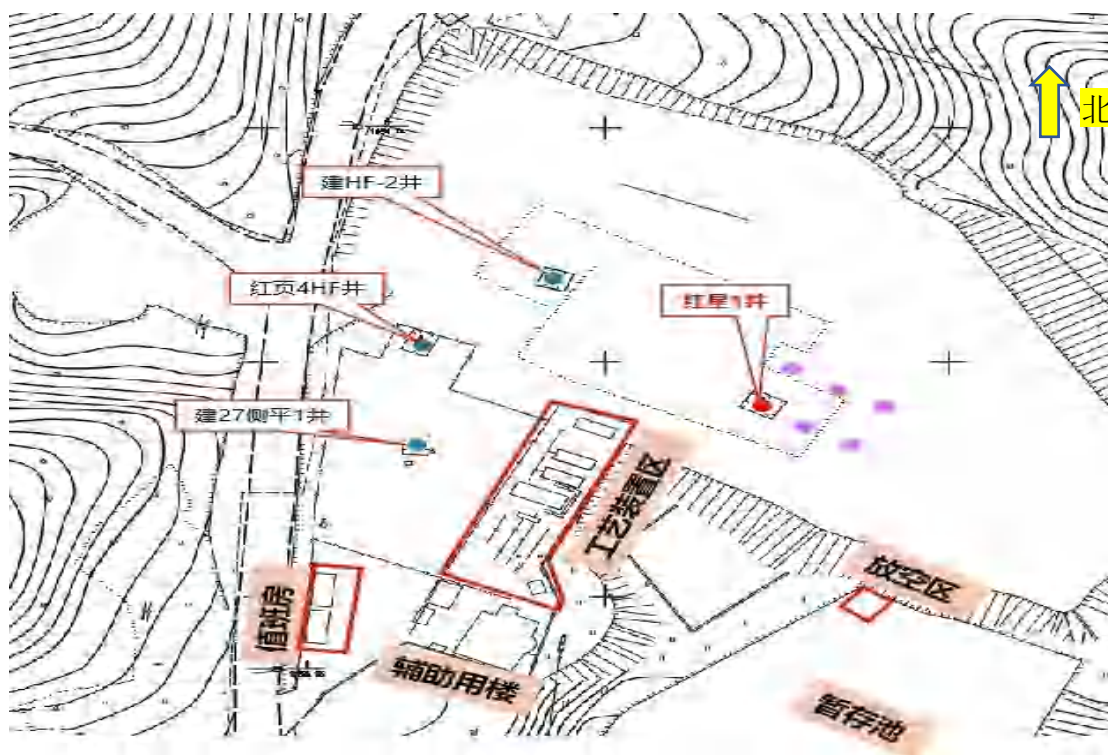 北
建HF-2井
红页4HF井
红星1井
建27侧平1井
工艺装置区
放空区
值班房
辅助用楼
暂存池